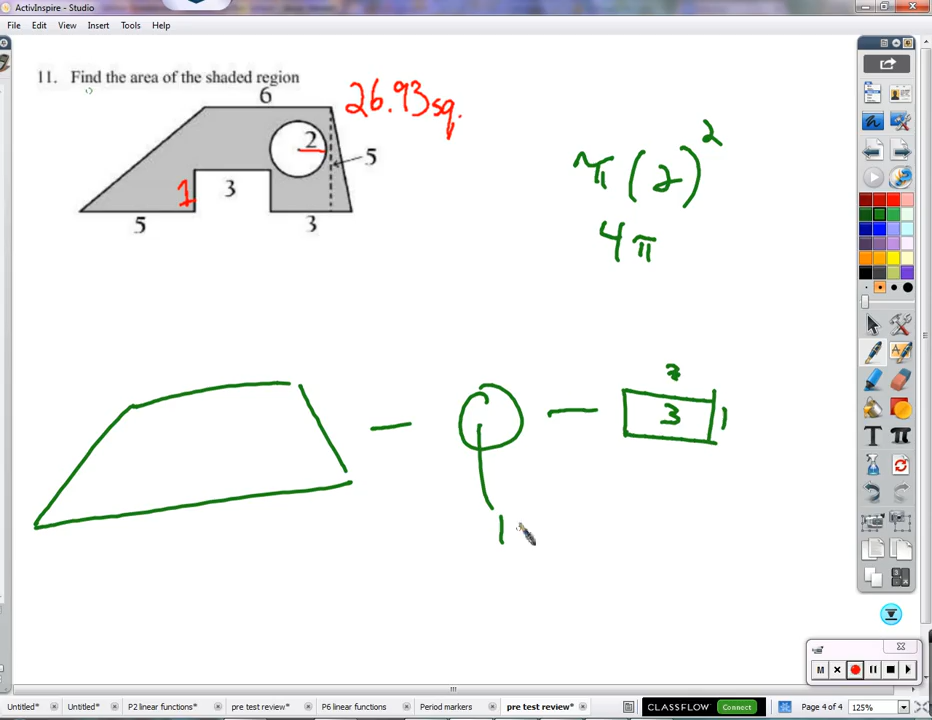 ActivInspire - Studio
File Edit View Insert Tools Help
11. Find the area of the shaded region
6
26.93 sq.
2
5
1
3
5
3
π(2)²
4π
3
3
1
1
M
Untitled* Untitled* P2 linear functions* pre test review* P6 linear functions Period markers pre test review*
CLASSFLOW Connect
Page 4 of 4 125%